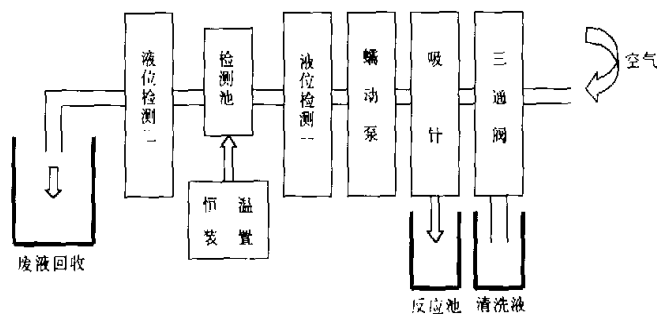 液位检测二
检测池
液位检测一
蠕动泵
吸针
三通阀
空气
恒温
装置
废液回收
反应池
清洗液